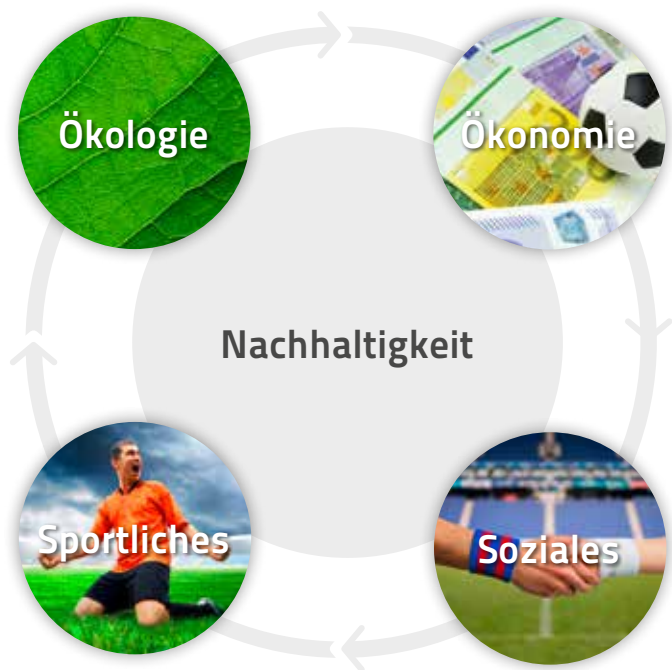 Ökologie
Ökonomie
Nachhaltigkeit
Sportliches
Soziales